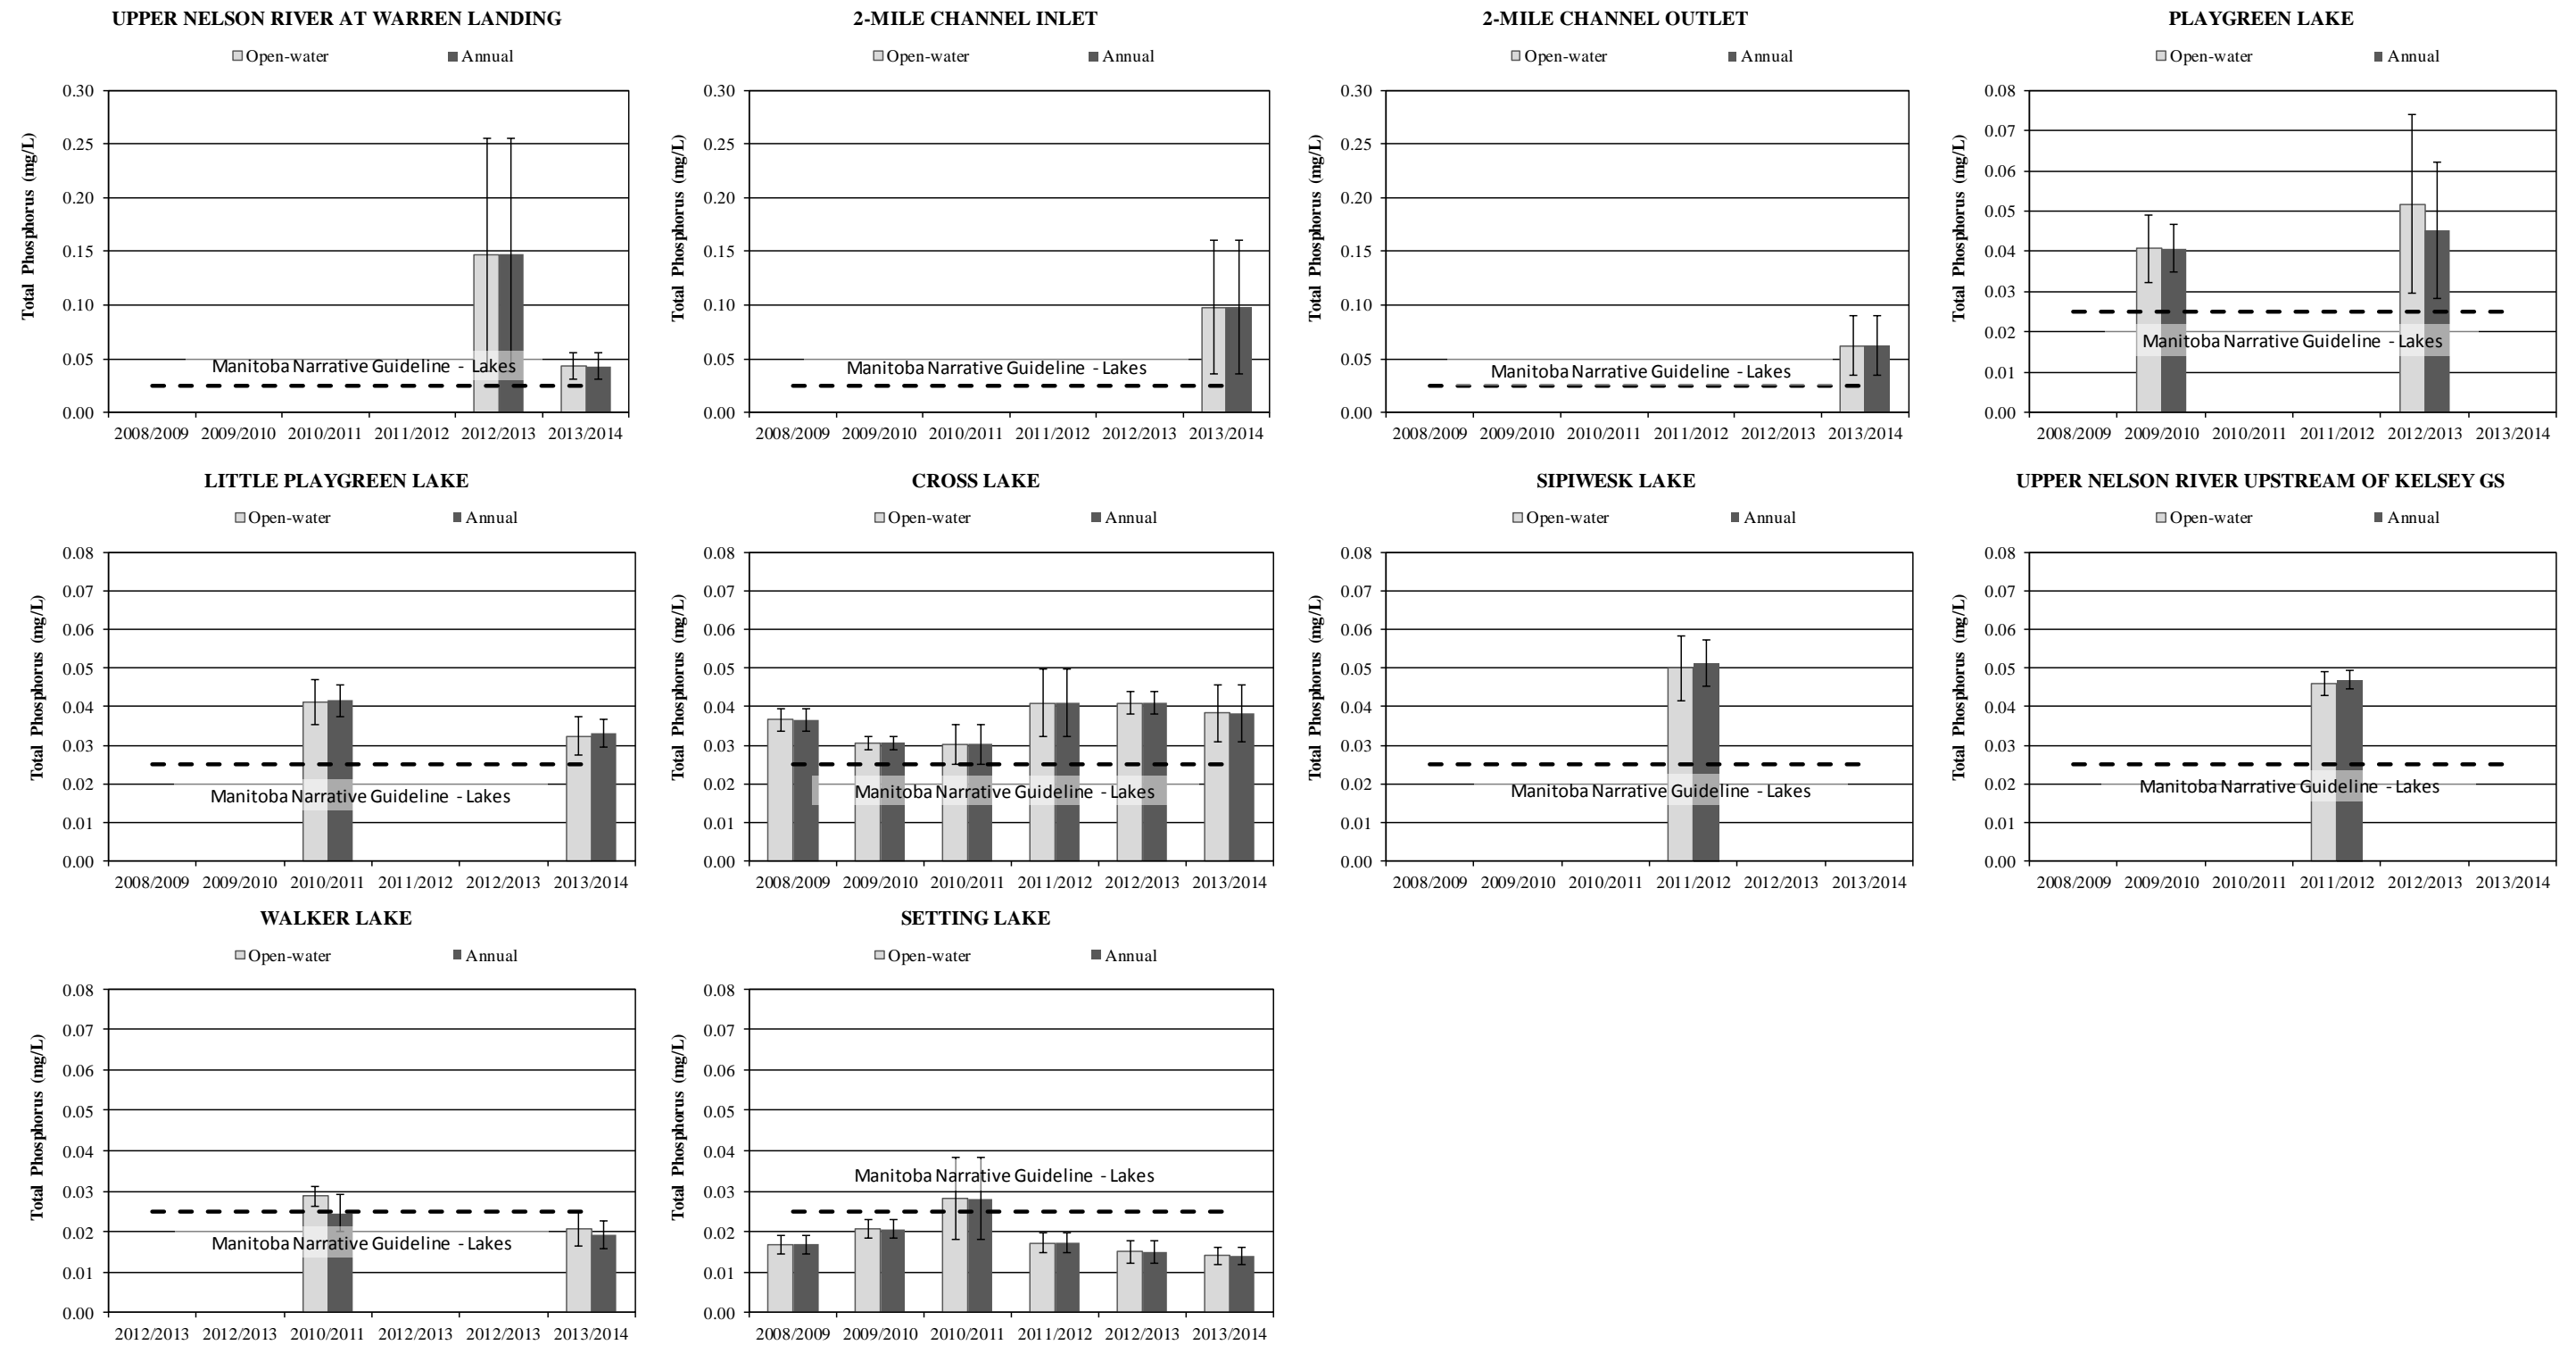 UPPER NELSON RIVER AT WARREN LANDING
Open-water Annual
Total Phosphorus (mg/L)
0.30
0.25
0.20
0.15
0.10
0.05
0.00
Manitoba Narrative Guideline - Lakes
2008/2009 2009/2010 2010/2011 2011/2012 2012/2013 2013/2014
2-MILE CHANNEL INLET
Open-water Annual
Total Phosphorus (mg/L)
0.30
0.25
0.20
0.15
0.10
0.05
0.00
Manitoba Narrative Guideline - Lakes
2008/2009 2009/2010 2010/2011 2011/2012 2012/2013 2013/2014
2-MILE CHANNEL OUTLET
Open-water Annual
Total Phosphorus (mg/L)
0.30
0.25
0.20
0.15
0.10
0.05
0.00
Manitoba Narrative Guideline - Lakes
2008/2009 2009/2010 2010/2011 2011/2012 2012/2013 2013/2014
PLAYGREEN LAKE
Open-water Annual
Total Phosphorus (mg/L)
0.08
0.07
0.06
0.05
0.04
0.03
0.02
0.01
0.00
Manitoba Narrative Guideline - Lakes
2008/2009 2009/2010 2010/2011 2011/2012 2012/2013 2013/2014
LITTLE PLAYGREEN LAKE
Open-water Annual
Total Phosphorus (mg/L)
0.08
0.07
0.06
0.05
0.04
0.03
0.02
0.01
0.00
Manitoba Narrative Guideline - Lakes
2008/2009 2009/2010 2010/2011 2011/2012 2012/2013 2013/2014
CROSS LAKE
Open-water Annual
Total Phosphorus (mg/L)
0.08
0.07
0.06
0.05
0.04
0.03
0.02
0.01
0.00
Manitoba Narrative Guideline - Lakes
2008/2009 2009/2010 2010/2011 2011/2012 2012/2013 2013/2014
SIPIWESK LAKE
Open-water Annual
Total Phosphorus (mg/L)
0.08
0.07
0.06
0.05
0.04
0.03
0.02
0.01
0.00
Manitoba Narrative Guideline - Lakes
2008/2009 2009/2010 2010/2011 2011/2012 2012/2013 2013/2014
UPPER NELSON RIVER UPSTREAM OF KELSEY GS
Open-water Annual
Total Phosphorus (mg/L)
0.08
0.07
0.06
0.05
0.04
0.03
0.02
0.01
0.00
Manitoba Narrative Guideline - Lakes
2008/2009 2009/2010 2010/2011 2011/2012 2012/2013 2013/2014
WALKER LAKE
Open-water Annual
Total Phosphorus (mg/L)
0.08
0.07
0.06
0.05
0.04
0.03
0.02
0.01
0.00
Manitoba Narrative Guideline - Lakes
2012/2013 2012/2013 2010/2011 2012/2013 2012/2013 2013/2014
SETTING LAKE
Open-water Annual
Total Phosphorus (mg/L)
0.08
0.07
0.06
0.05
0.04
0.03
0.02
0.01
0.00
Manitoba Narrative Guideline - Lakes
2008/2009 2009/2010 2010/2011 2011/2012 2012/2013 2013/2014